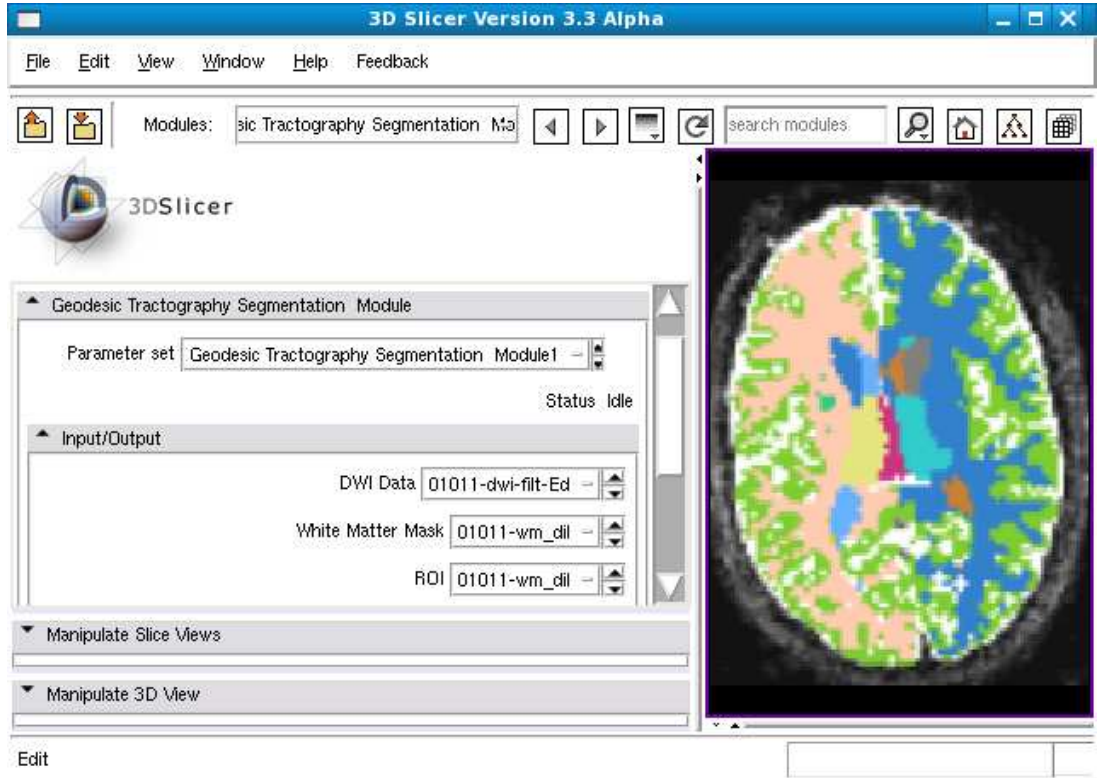 3D Slicer Version 3.3 Alpha
File Edit View Window Help Feedback
Modules: sic Tractography Segmentation Mo search modules
3DSlicer
Geodesic Tractography Segmentation Module
Parameter set Geodesic Tractography Segmentation Module1
Status Idle
Input/Output
DWI Data 01011-dwi-filt-Ed
White Matter Mask 01011-wm_dil
ROI 01011-wm_dil
Manipulate Slice Views
Manipulate 3D View
Edit